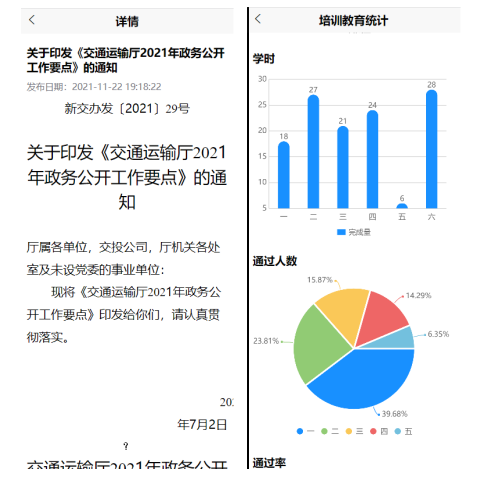 详情
关于印发《交通运输厅2021年政务公开
工作要点》的通知
发布日期：2021-11-22 19:18:22
新交办发〔2021〕29号
关于印发《交通运输厅2021
年政务公开工作要点》的通
知
厅属各单位，交投公司，厅机关各处
室及未设党委的事业单位：
现将《交通运输厅2021年政务公
开工作要点》印发给你们，请认真贯
彻落实。
20
年7月2日
?
交通运输厅2021年政务公开
培训教育统计
学时
30
25
20
15
10
5
18
27
21
24
6
28
一 二 三 四 五 六
完成量
通过人数
15.87%
14.29%
6.35%
23.81%
39.68%
一 二 三 四 五
通过率